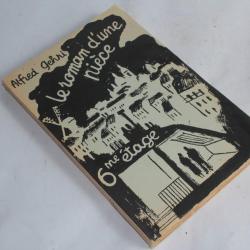 Alfred Gehri
le roman d'une
pièce
6me étage